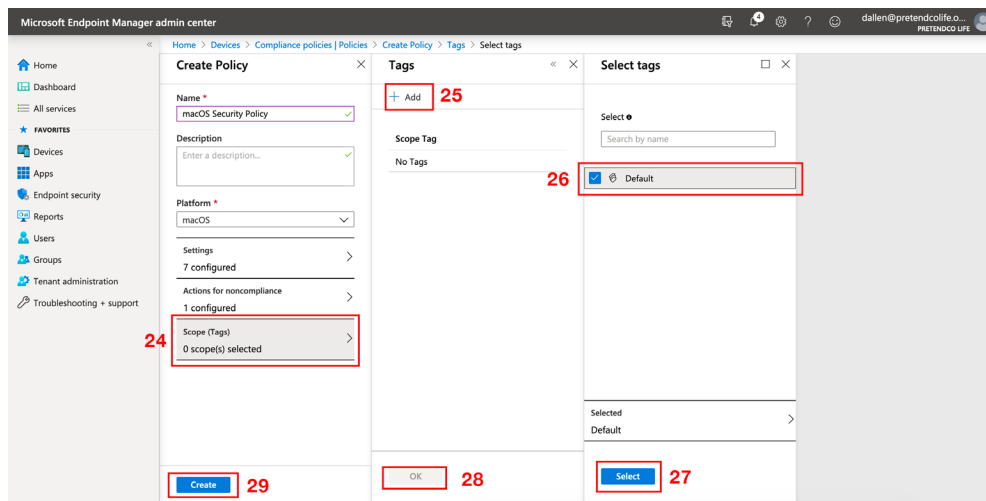 Microsoft Endpoint Manager admin center
4
dallen@pretendcolife.o...
PRETENDCO LIFE
Home > Devices > Compliance policies | Policies > Create Policy > Tags > Select tags
Home
Dashboard
All services
FAVORITES
Devices
Apps
Endpoint security
Reports
Users
Groups
Tenant administration
Troubleshooting + support
Create Policy
Name *
macOS Security Policy
Description
Enter a description...
Platform *
macOS
Settings
7 configured
Actions for noncompliance
1 configured
24
Scope (Tags)
0 scope(s) selected
Create
29
Tags
Add
25
Scope Tag
No Tags
OK
28
Select tags
Select
Search by name
26
Default
Selected
Default
Select
27